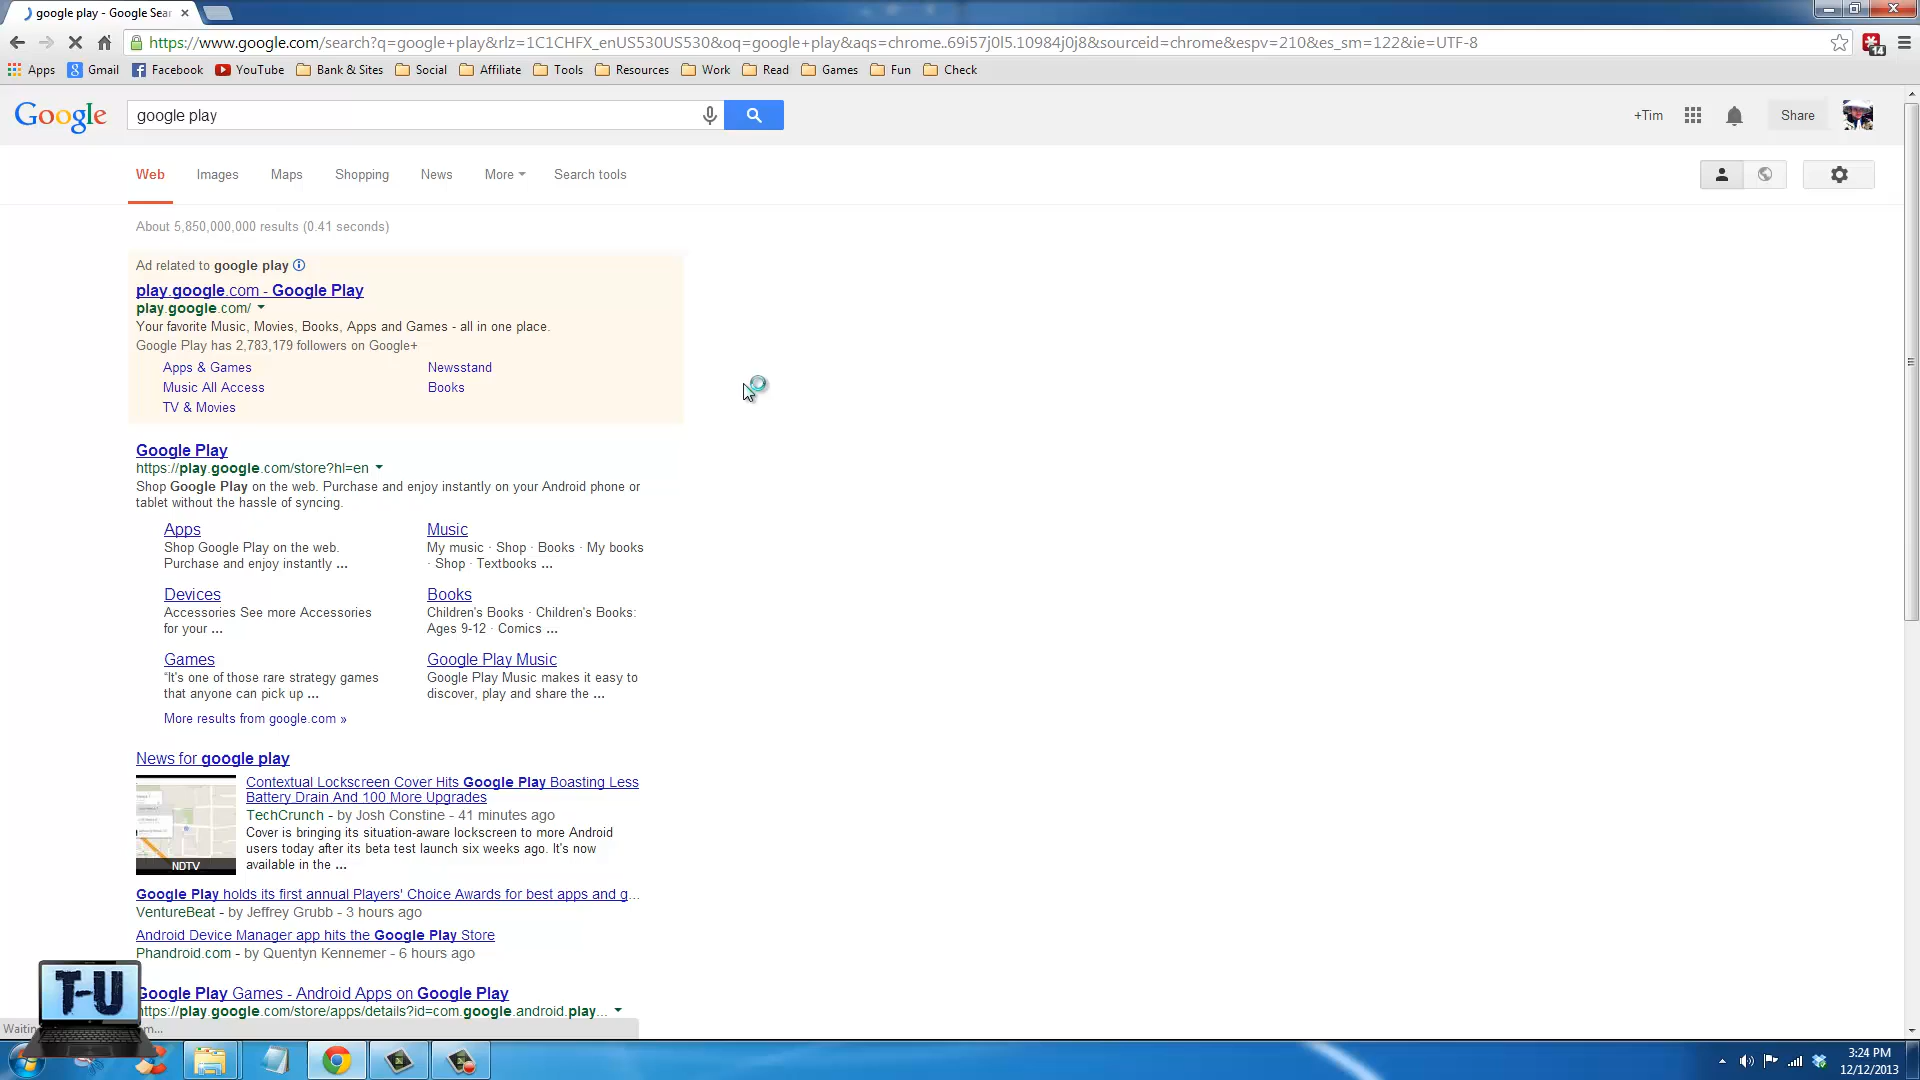 google play - Google Sear
https://www.google.com/search?q=google+play&rlz=1C1CHFX_enUS530US530&oq=google+play&aqs=chrome..69i57j0l5.10984j0j8&sourceid=chrome&espv=210&es_sm=122&ie=UTF-8
14
Apps Gmail Facebook YouTube Bank & Sites Social Affiliate Tools Resources Work Read Games Fun Check
Google google play +Tim Share
Web Images Maps Shopping News More Search tools
About 5,850,000,000 results (0.41 seconds)
Ad related to google play
play.google.com - Google Play
play.google.com/
Your favorite Music, Movies, Books, Apps and Games - all in one place.
Google Play has 2,783,179 followers on Google+
Apps & Games Newsstand
Music All Access Books
TV & Movies
Google Play
https://play.google.com/store?hl=en
Shop Google Play on the web. Purchase and enjoy instantly on your Android phone or
tablet without the hassle of syncing.
Apps
Shop Google Play on the web.
Purchase and enjoy instantly ...
Music
My music · Shop · Books · My books
· Shop · Textbooks ...
Devices
Accessories See more Accessories
for your ...
Books
Children's Books · Children's Books:
Ages 9-12 · Comics ...
Games
"It's one of those rare strategy games
that anyone can pick up ...
Google Play Music
Google Play Music makes it easy to
discover, play and share the ...
More results from google.com »
News for google play
NDTV
Contextual Lockscreen Cover Hits Google Play Boasting Less
Battery Drain And 100 More Upgrades
TechCrunch - by Josh Constine - 41 minutes ago
Cover is bringing its situation-aware lockscreen to more Android
users today after its beta test launch six weeks ago. It's now
available in the ...
Google Play holds its first annual Players' Choice Awards for best apps and g...
VentureBeat - by Jeffrey Grubb - 3 hours ago
Android Device Manager app hits the Google Play Store
Phandroid.com - by Quentyn Kennemer - 6 hours ago
Google Play Games - Android Apps on Google Play
https://play.google.com/store/apps/details?id=com.google.android.play...
T-U
Waitin m...
3:24 PM
12/12/2013